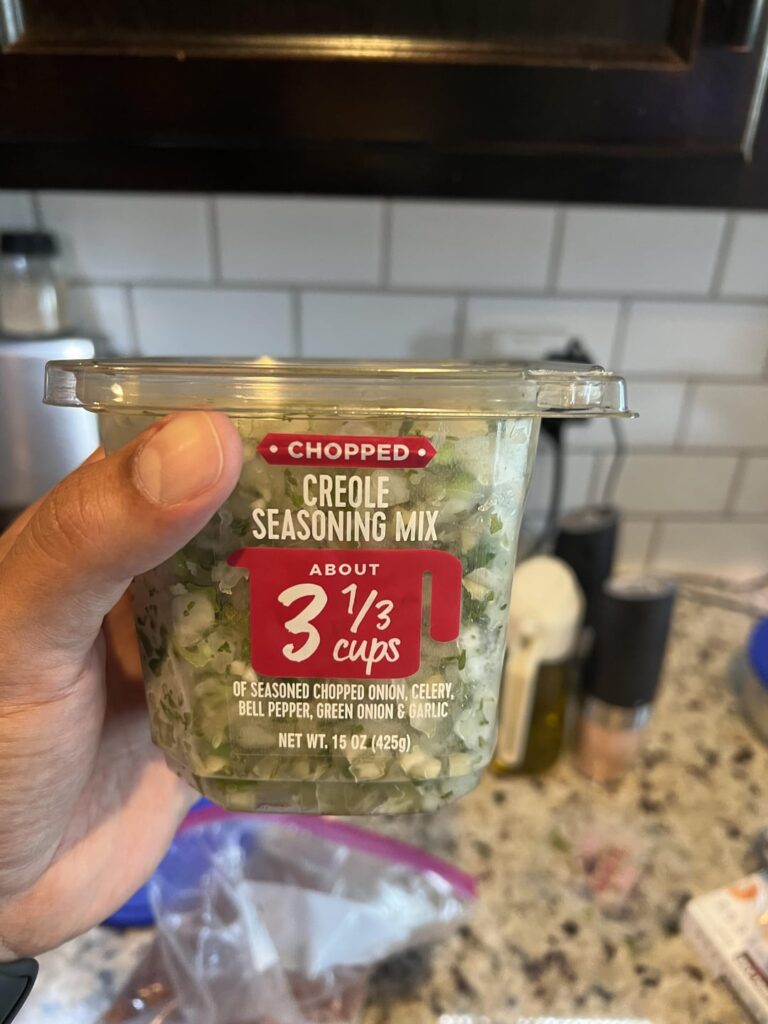 • CHOPPED •
CREOLE
SEASONING MIX
ABOUT
3 1/3
cups
OF SEASONED CHOPPED ONION, CELERY,
BELL PEPPER, GREEN ONION & GARLIC
NET WT. 15 OZ (425g)